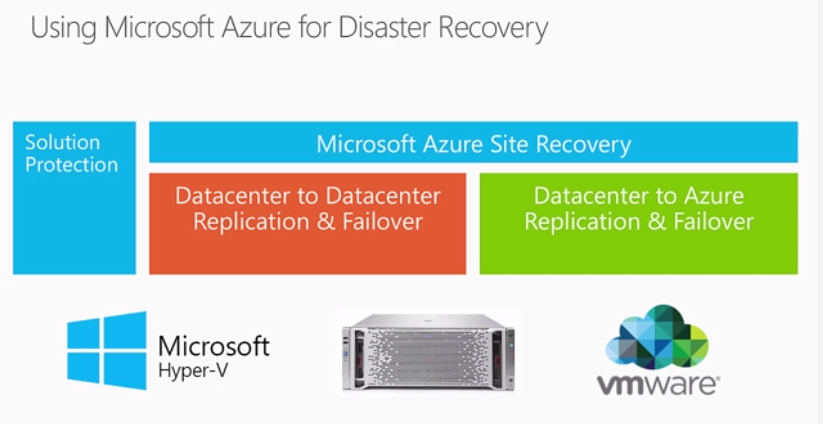 Using Microsoft Azure for Disaster Recovery
Solution
Protection
Microsoft Azure Site Recovery
Datacenter to Datacenter
Replication & Failover
Datacenter to Azure
Replication & Failover
Microsoft
Hyper-V
vmware®